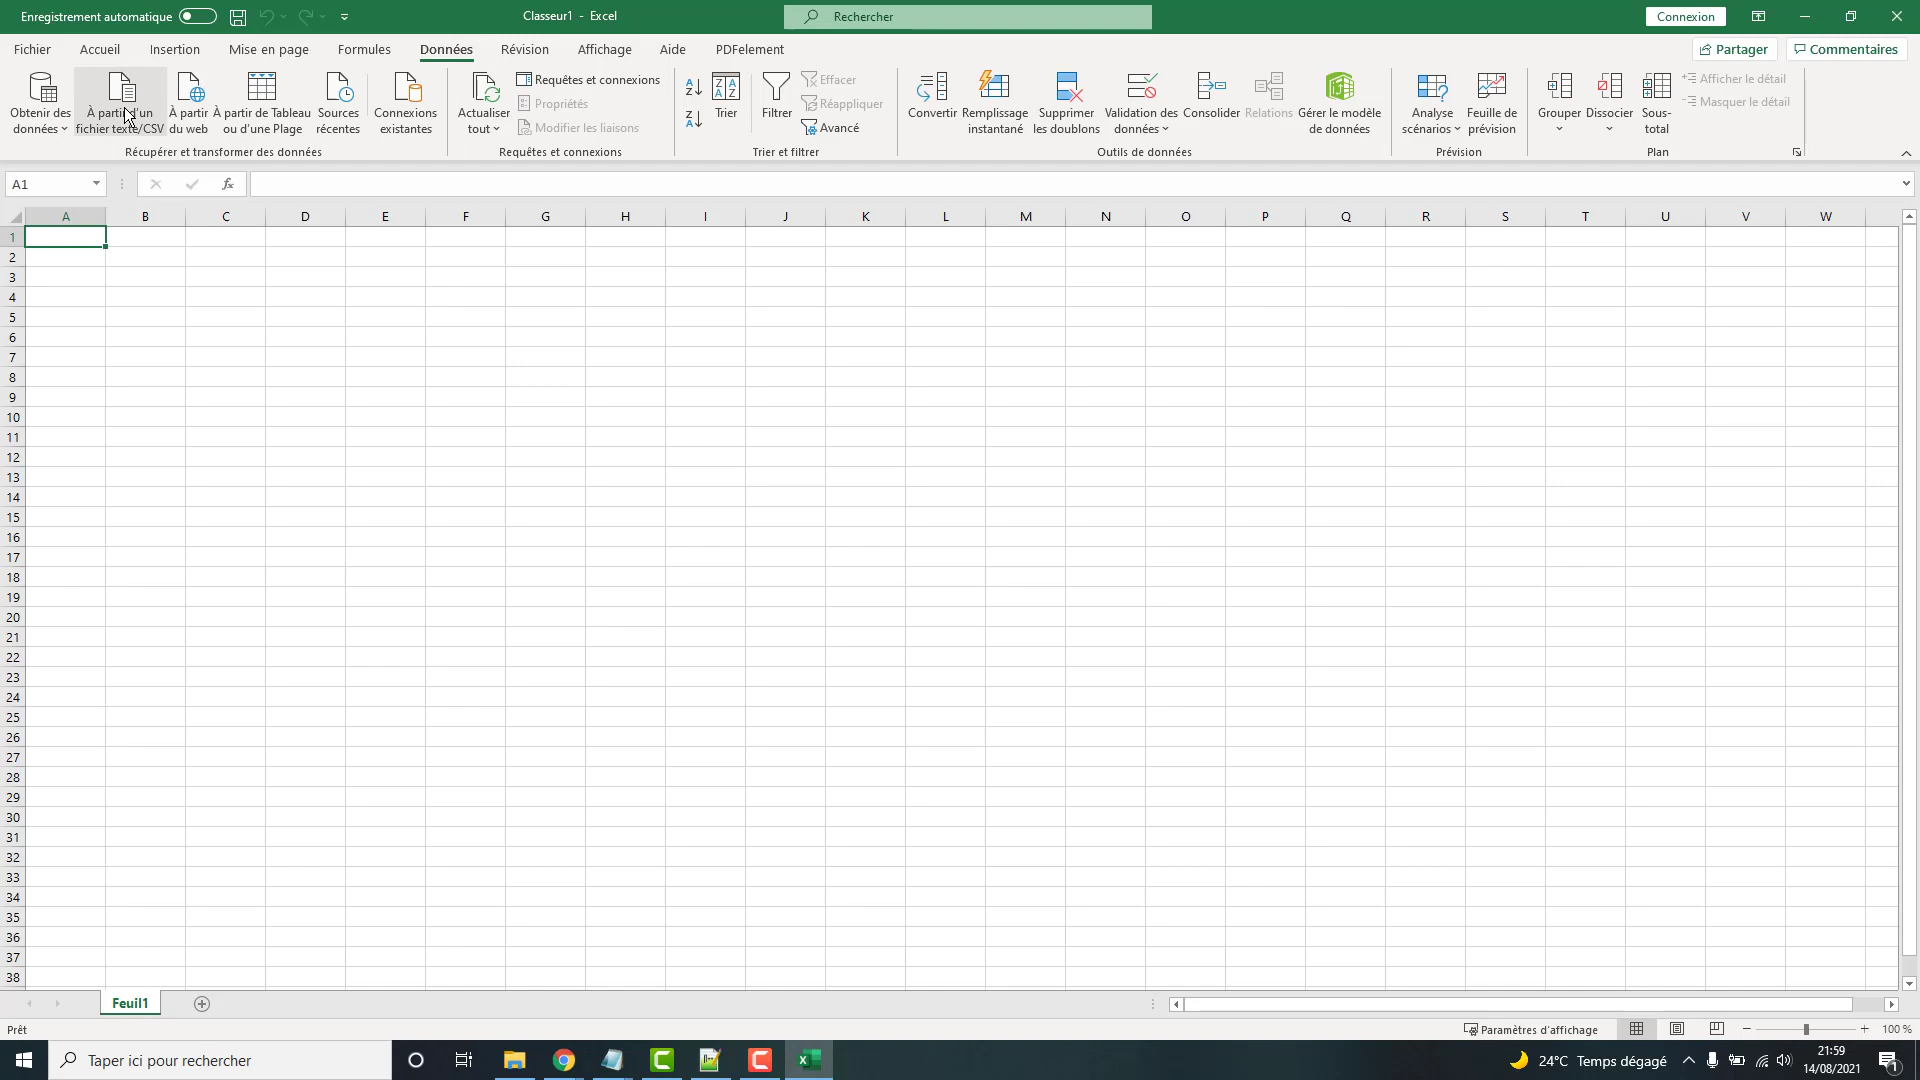 Enregistrement automatique
Classeur1 - Excel
Rechercher
Connexion
Fichier Accueil Insertion Mise en page Formules Données Révision Affichage Aide PDFelement
Partager Commentaires
Obtenir des données
À partir d'un fichier texte/CSV
À partir du web
À partir de Tableau ou d'une Plage
Sources récentes
Connexions existantes
Récupérer et transformer des données
Actualiser tout
Requêtes et connexions
Propriétés
Modifier les liaisons
Requêtes et connexions
Trier
Filtrer
Effacer
Réappliquer
Avancé
Trier et filtrer
Convertir
Remplissage instantané
Supprimer les doublons
Validation des données
Consolider
Relations
Gérer le modèle de données
Outils de données
Analyse scénarios
Feuille de prévision
Prévision
Grouper
Dissocier
Sous-total
Afficher le détail
Masquer le détail
Plan
A1
fx
A B C D E F G H I J K L M N O P Q R S T U V W
1
2
3
4
5
6
7
8
9
10
11
12
13
14
15
16
17
18
19
20
21
22
23
24
25
26
27
28
29
30
31
32
33
34
35
36
37
38
Feuil1
Prêt
Paramètres d'affichage
100 %
Taper ici pour rechercher
24°C Temps dégagé
21:59
14/08/2021
1